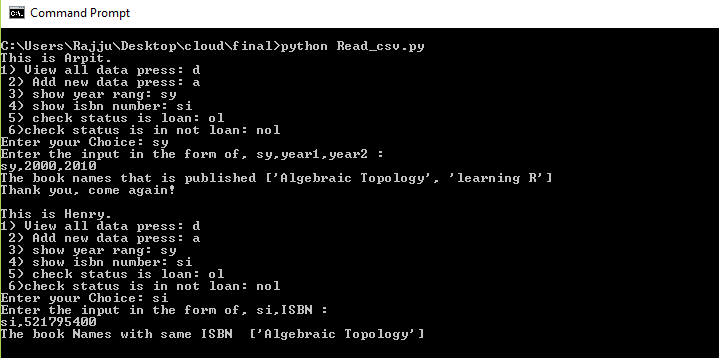 Command Prompt
C:\Users\Rajju\Desktop\cloud\final>python Read_csv.py
This is Arpit.
1) View all data press: d
2) Add new data press: a
3) show year rang: sy
4) show isbn number: si
5) check status is loan: ol
6)check status is in not loan: nol
Enter your Choice: sy
Enter the input in the form of, sy,year1,year2 :
sy,2000,2010
The book names that is published ['Algebraic Topology', 'learning R']
Thank you, come again!
This is Henry.
1) View all data press: d
2) Add new data press: a
3) show year rang: sy
4) show isbn number: si
5) check status is loan: ol
6)check status is in not loan: nol
Enter your Choice: si
Enter the input in the form of, si,ISBN :
si,521795400
The book Names with same ISBN  ['Algebraic Topology']